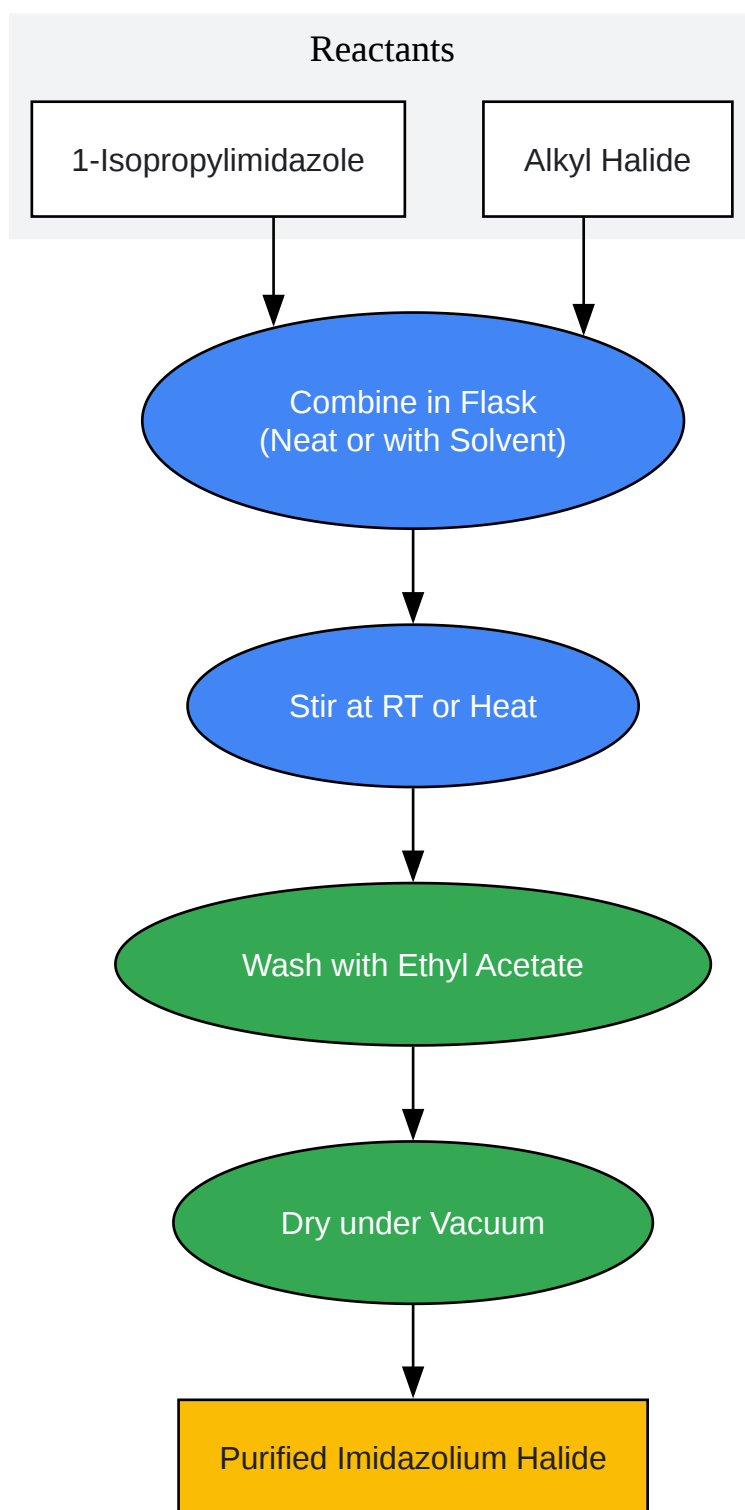 Reactants
1-Isopropylimidazole
Alkyl Halide
Combine in Flask
(Neat or with Solvent)
Stir at RT or Heat
Wash with Ethyl Acetate
Dry under Vacuum
Purified Imidazolium Halide